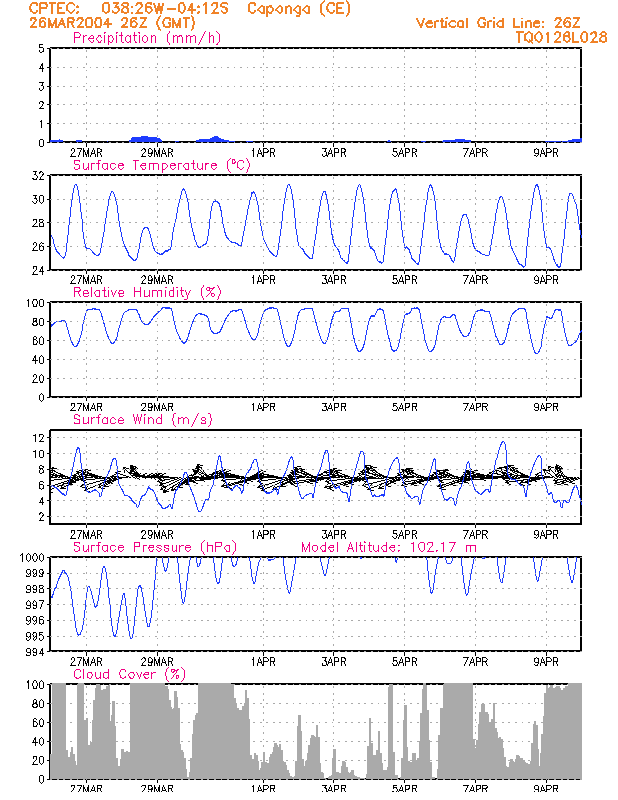 CPTEC: 038:26W-04:12S Caponga (CE)
26MAR2004 26Z (GMT) Vertical Grid Line: 26Z
Precipitation (mm/h) TQ0126L028
5
4
3
2
1
0
27MAR 29MAR 1APR 3APR 5APR 7APR 9APR
Surface Temperature (°C)
32
30
28
26
24
27MAR 29MAR 1APR 3APR 5APR 7APR 9APR
Relative Humidity (%)
100
80
60
40
20
0
27MAR 29MAR 1APR 3APR 5APR 7APR 9APR
Surface Wind (m/s)
12
10
8
6
4
2
27MAR 29MAR 1APR 3APR 5APR 7APR 9APR
Surface Pressure (hPa) Model Altitude: 102.17 m
1000
999
998
997
996
995
994
27MAR 29MAR 1APR 3APR 5APR 7APR 9APR
Cloud Cover (%)
100
80
60
40
20
0
27MAR 29MAR 1APR 3APR 5APR 7APR 9APR